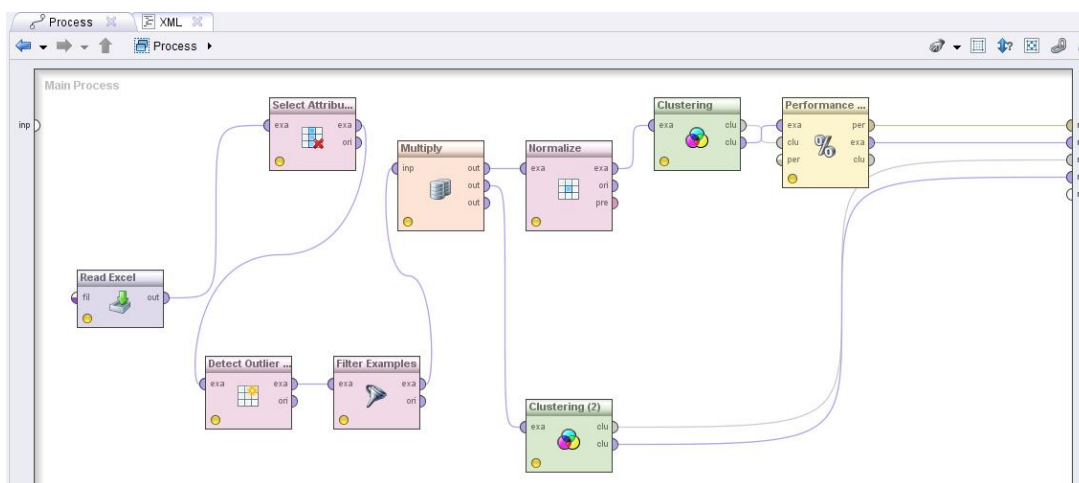 Process XML
Process
Main Process
inp
Select Attribu...
exa exa
ori
Multiply
inp out
out
out
Normalize
exa exa
ori
pre
Clustering
exa clu
clu
Performance ...
exa per
clu % exa
per clu
Read Excel
fil out
Detect Outlier ...
exa exa
ori
Filter Examples
exa exa
ori
Clustering (2)
exa clu
clu